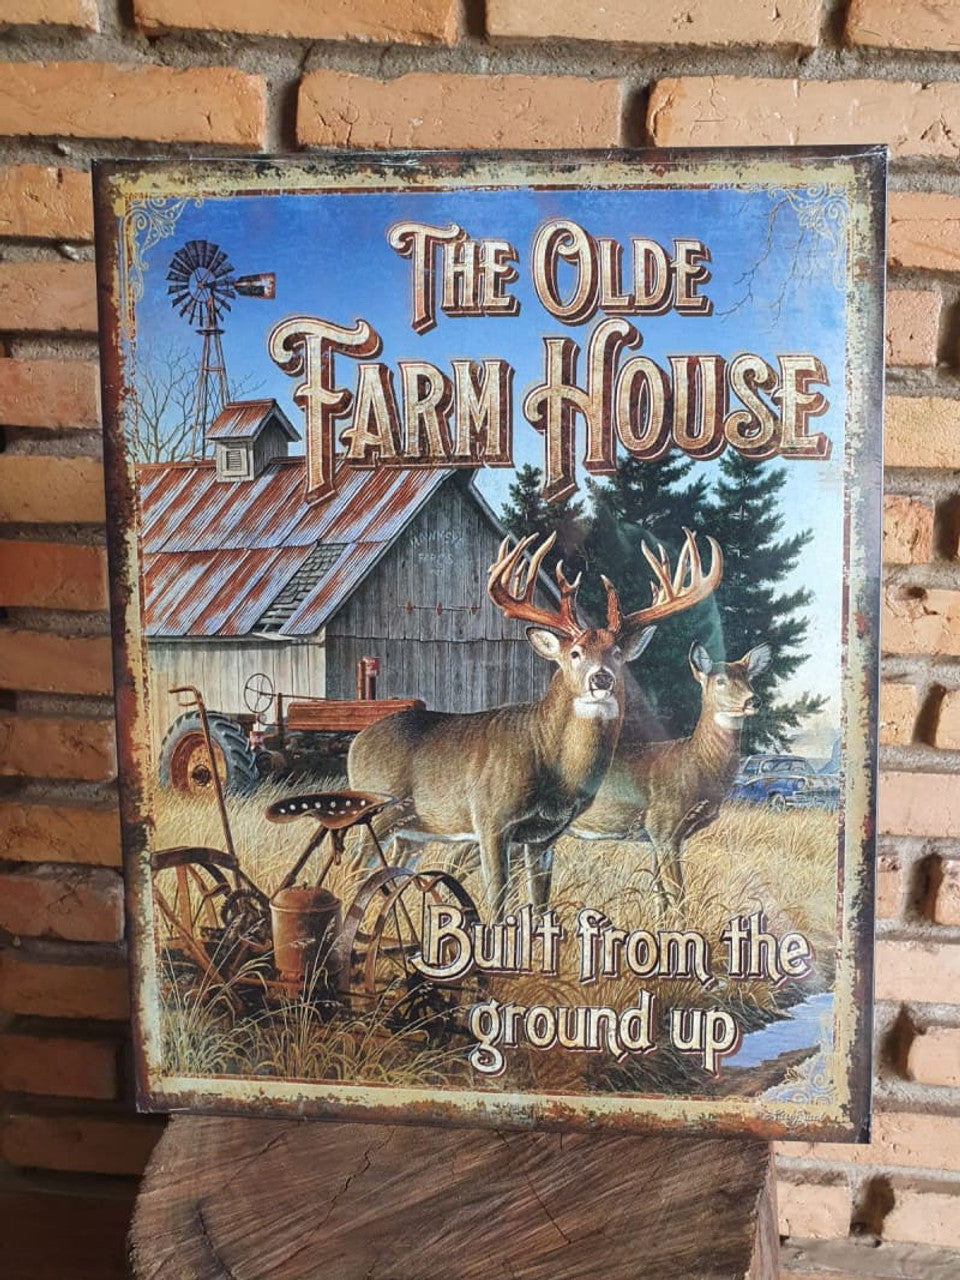 The Olde
Farm House
Built from the
ground up